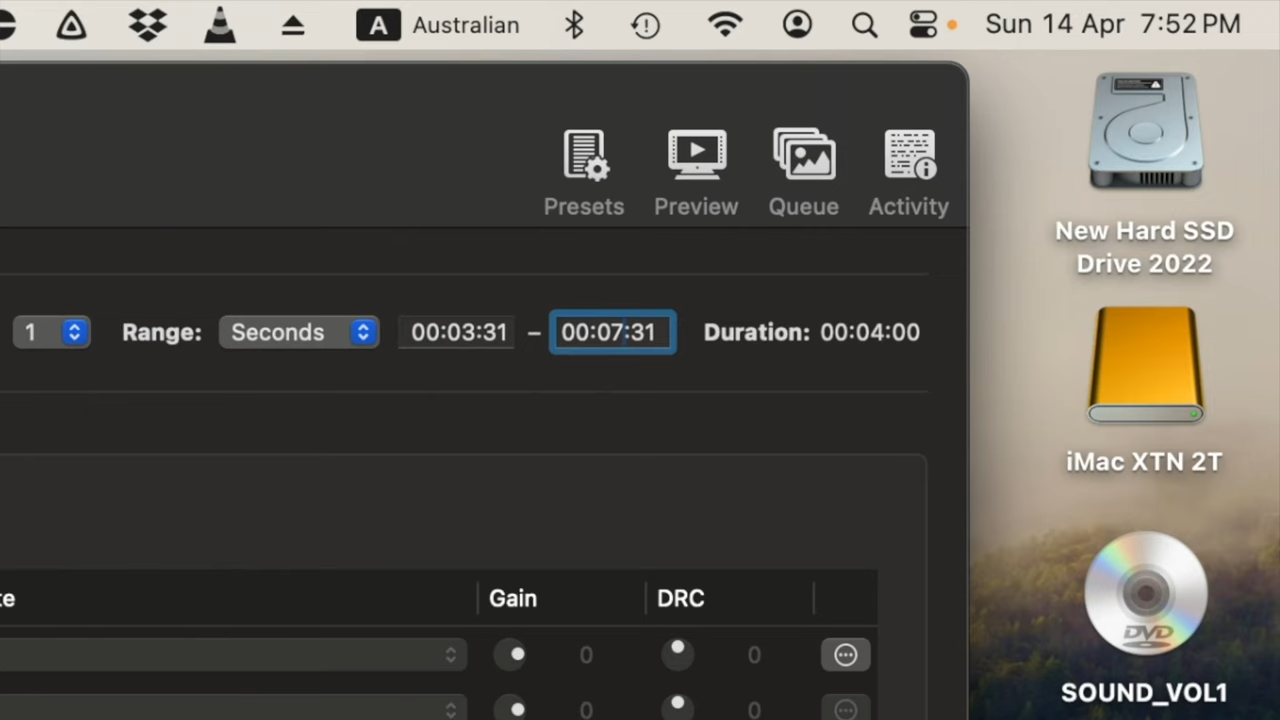 A Australian Sun 14 Apr 7:52 PM
Presets Preview Queue Activity
New Hard SSD
Drive 2022
1 Range: Seconds 00:03:31 – 00:07:31 Duration: 00:04:00
iMac XTN 2T
te Gain DRC
0 0
DVD
SOUND_VOL1
0 0